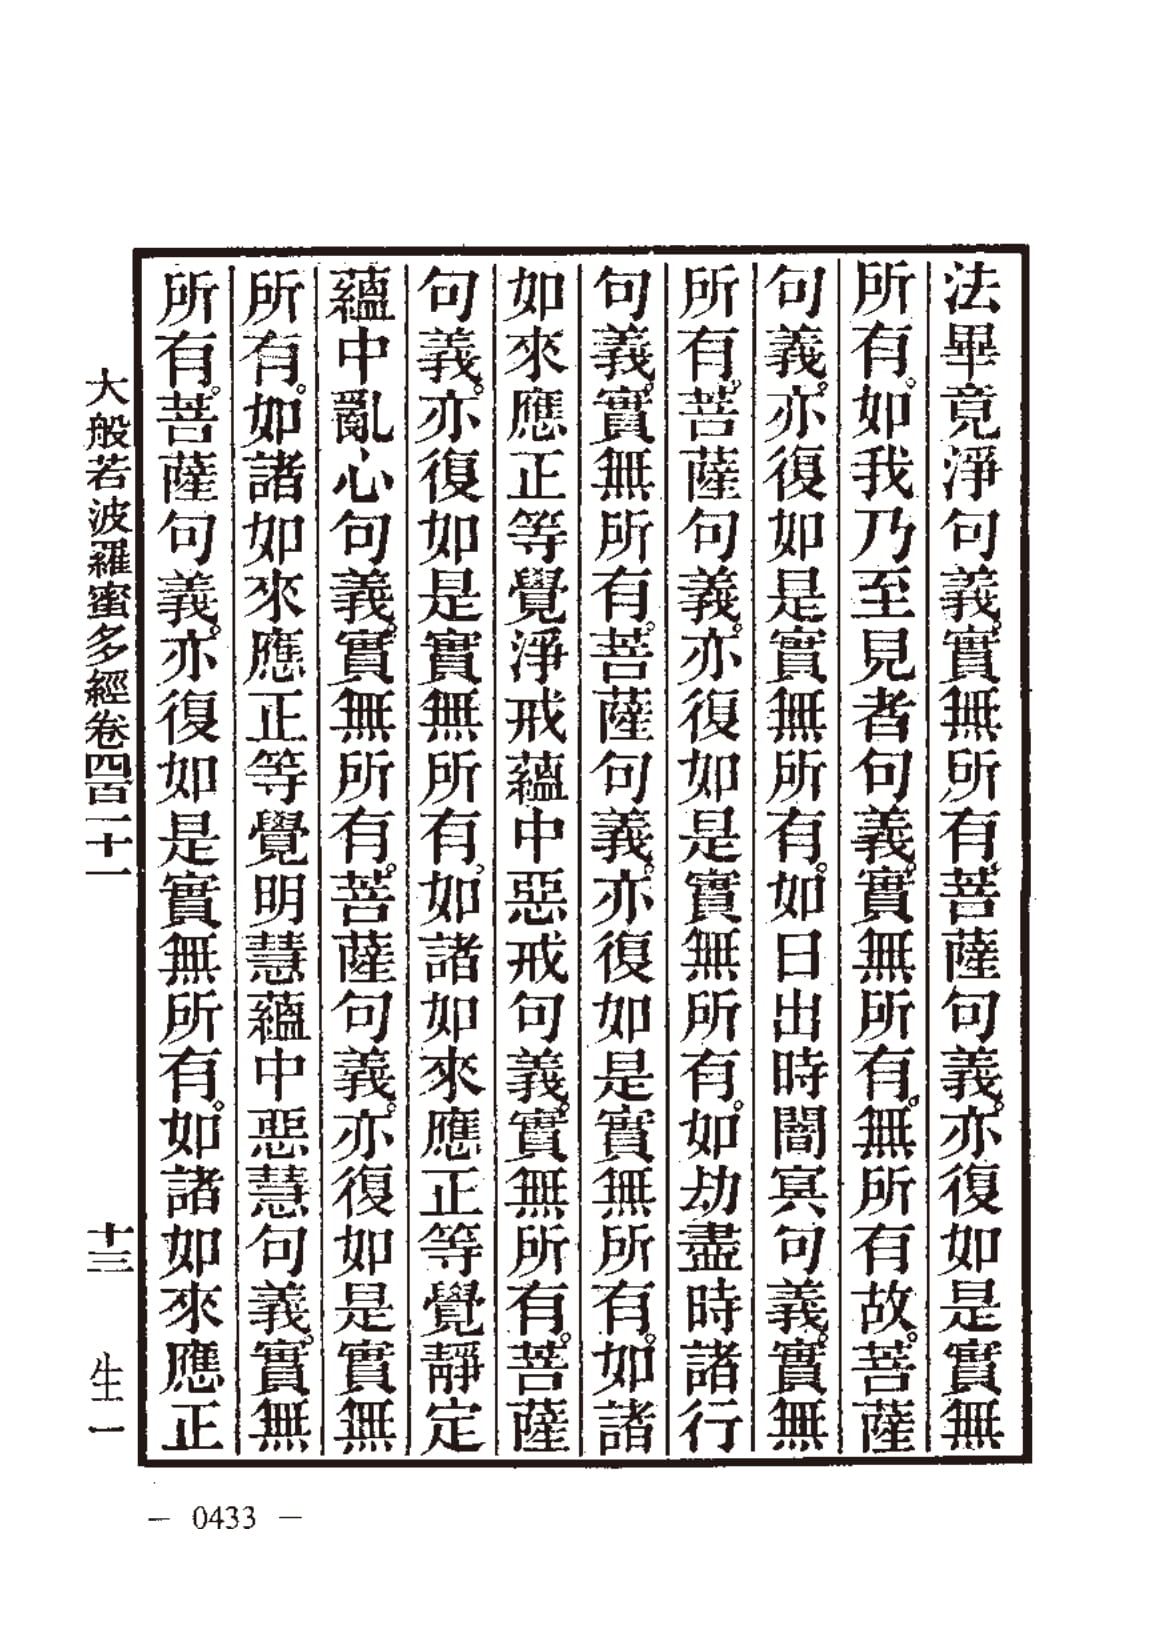 法畢竟淨句義。實無所有。菩薩句義。亦復如是實無
所有。如我乃至見者句義。實無所有。無所有故。菩薩
句義。亦復如是實無所有。如日出時闇冥句義。實無
所有。菩薩句義。亦復如是實無所有。如劫盡時諸行
句義。實無所有。菩薩句義。亦復如是實無所有。如諸
如來應正等覺淨戒蘊中惡戒句義。實無所有。菩薩
句義。亦復如是實無所有。如諸如來應正等覺靜定
蘊中亂心句義。實無所有。菩薩句義。亦復如是實無
所有。如諸如來應正等覺明慧蘊中惡慧句義。實無
所有。菩薩句義。亦復如是實無所有。如諸如來應正
大般若波羅蜜多經卷四百一十一 十三 生二
— 0433 —